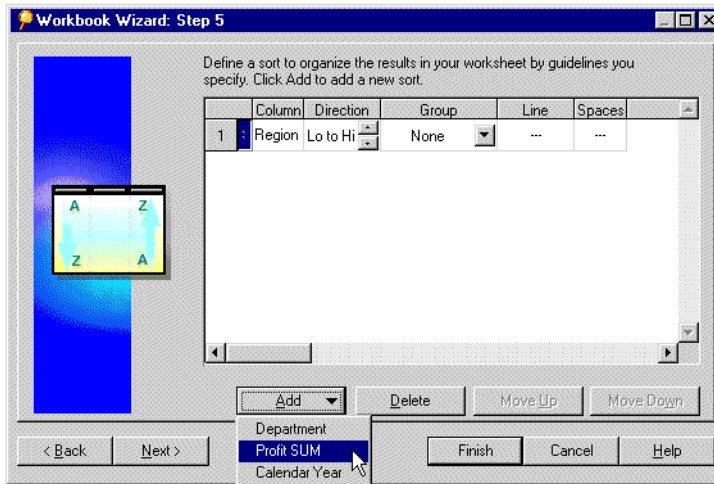 Workbook Wizard: Step 5
Define a sort to organize the results in your worksheet by guidelines you
specify. Click Add to add a new sort.
Column Direction Group Line Spaces
1 Region Lo to Hi None --- ---
A Z
Z A
Add Delete Move Up Move Down
Department
Profit SUM
Calendar Year
< Back Next > Finish Cancel Help